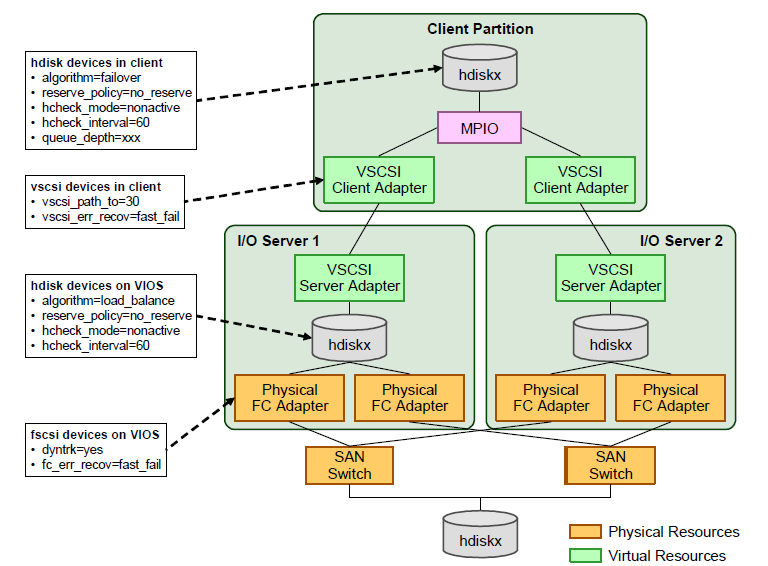 Client Partition
hdisk devices in client
• algorithm=failover
• reserve_policy=no_reserve
• hcheck_mode=nonactive
• hcheck_interval=60
• queue_depth=xxx
hdiskx
MPIO
vscsi devices in client
• vscsi_path_to=30
• vscsi_err_recov=fast_fail
VSCSI
Client Adapter
VSCSI
Client Adapter
I/O Server 1
I/O Server 2
VSCSI
Server Adapter
VSCSI
Server Adapter
hdisk devices on VIOS
• algorithm=load_balance
• reserve_policy=no_reserve
• hcheck_mode=nonactive
• hcheck_interval=60
hdiskx
hdiskx
Physical
FC Adapter
Physical
FC Adapter
Physical
FC Adapter
Physical
FC Adapter
fscsi devices on VIOS
• dyntrk=yes
• fc_err_recov=fast_fail
SAN
Switch
SAN
Switch
hdiskx
Physical Resources
Virtual Resources